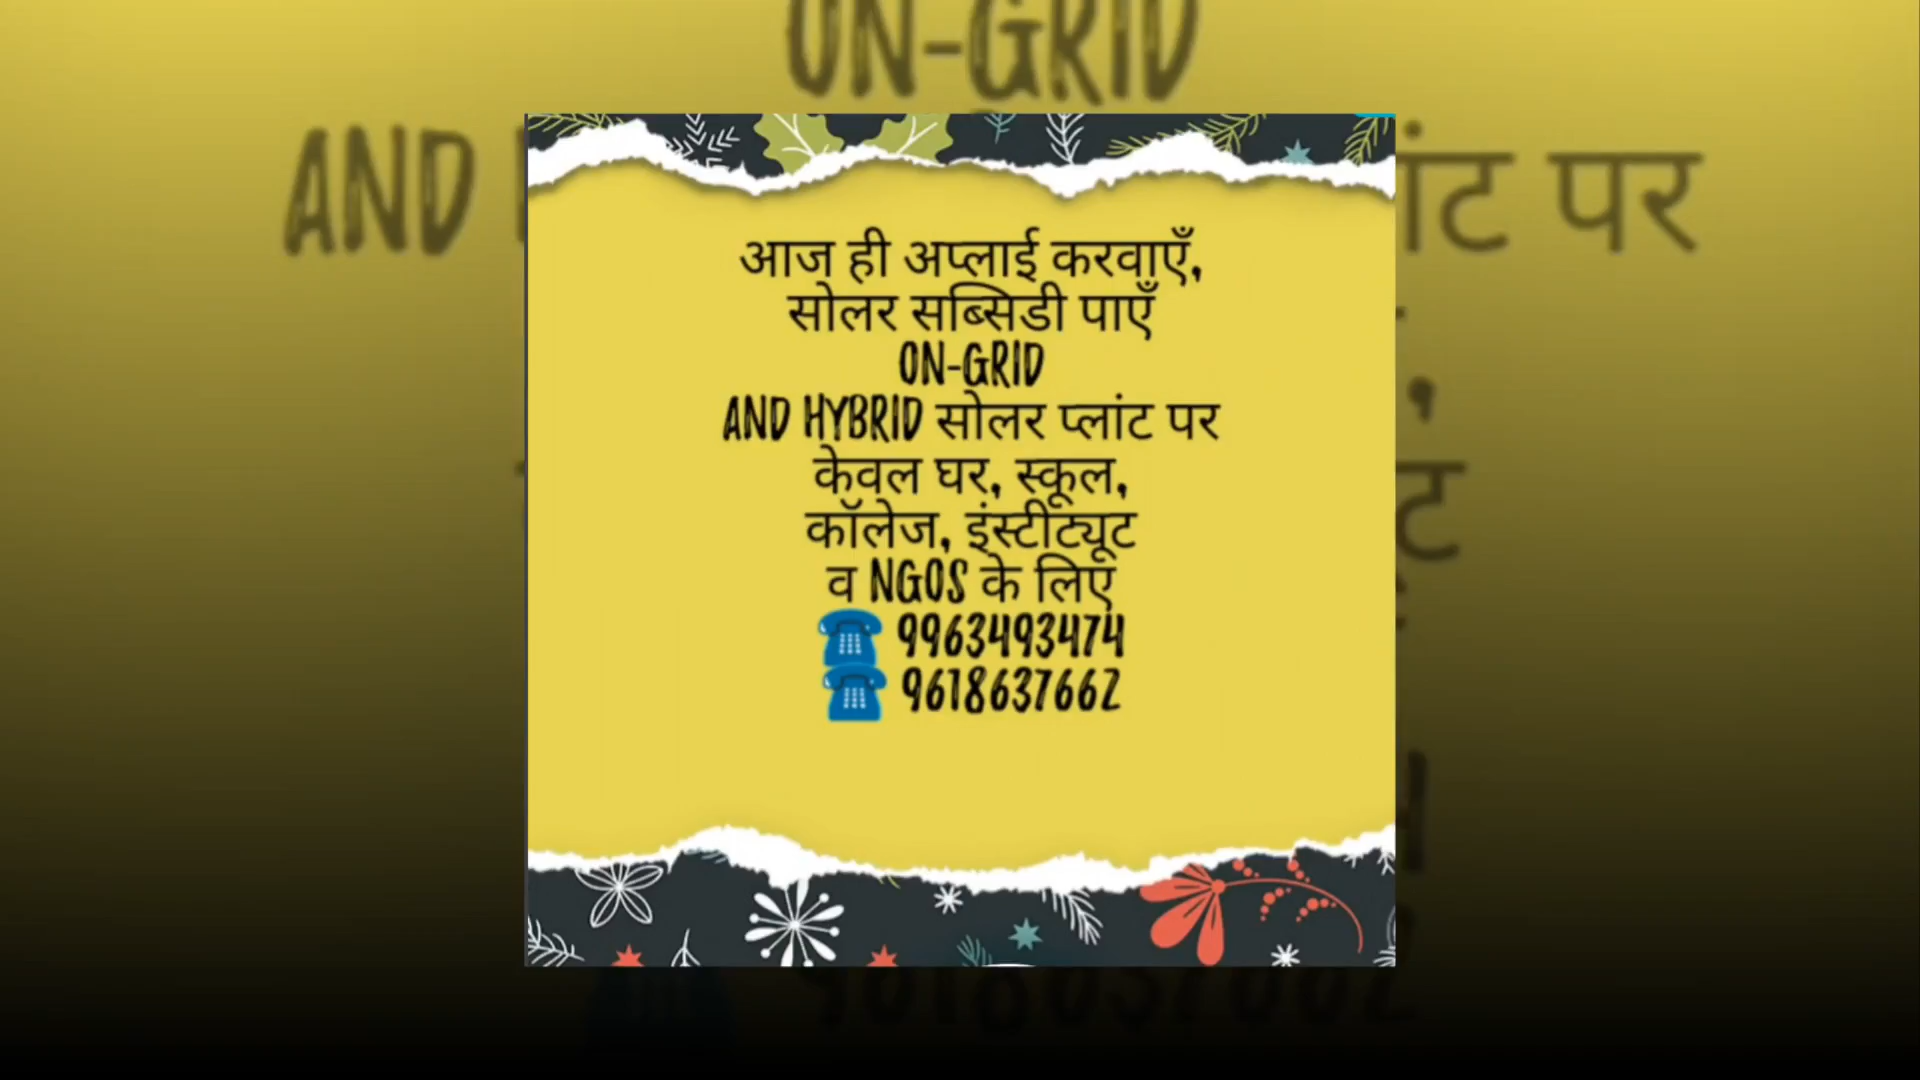 आज ही अप्लाई करवाएँ,
सोलर सब्सिडी पाएँ
ON-GRID
AND HYBRID सोलर प्लांट पर
केवल घर, स्कूल,
कॉलेज, इंस्टीट्यूट
व NGOS के लिए
☎ 9963493474
☎ 9618637662